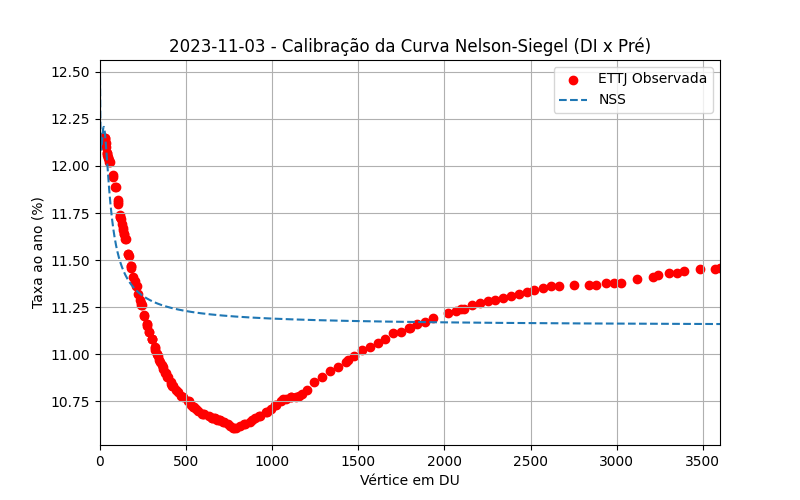 2023-11-03 - Calibração da Curva Nelson-Siegel (DI x Pré)
ETTJ Observada
NSS
Taxa ao ano (%)
12.50
12.25
12.00
11.75
11.50
11.25
11.00
10.75
0 500 1000 1500 2000 2500 3000 3500
Vértice em DU